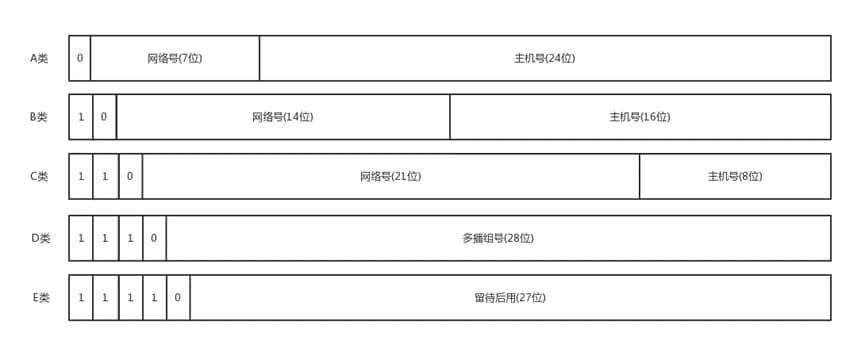 A类 0 网络号(7位) 主机号(24位)
B类 1 0 网络号(14位) 主机号(16位)
C类 1 1 0 网络号(21位) 主机号(8位)
D类 1 1 1 0 多播组号(28位)
E类 1 1 1 1 0 留待后用(27位)